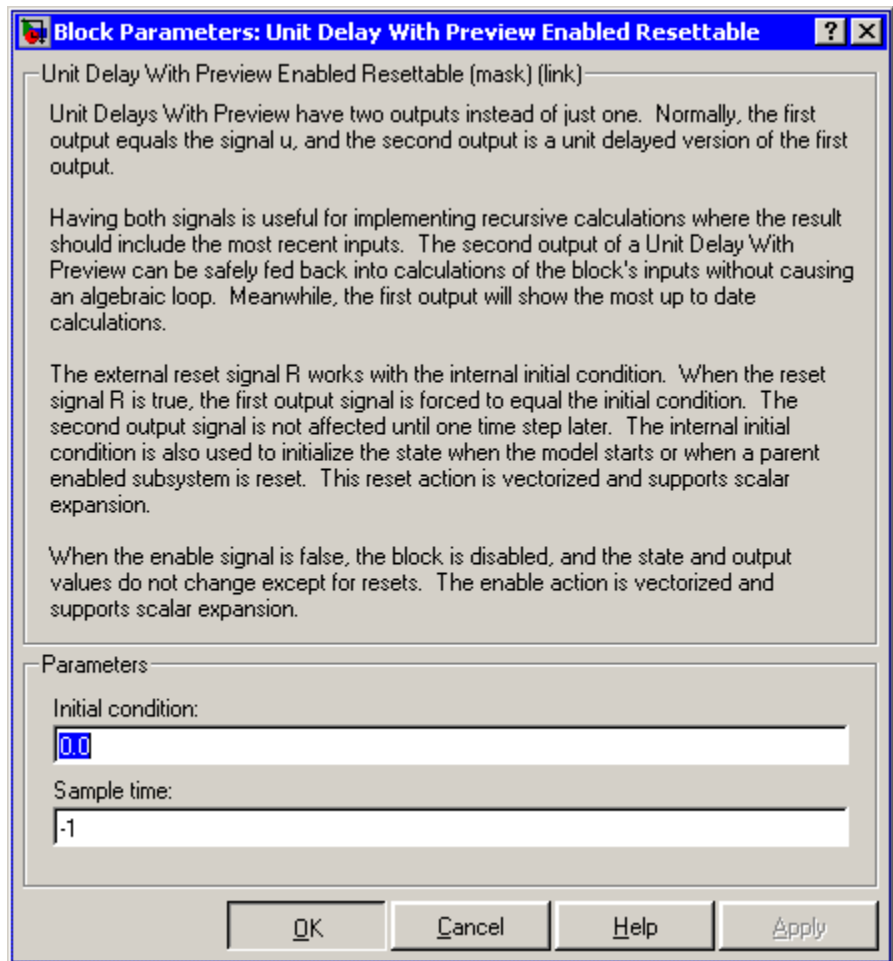 Block Parameters: Unit Delay With Preview Enabled Resettable
Unit Delay With Preview Enabled Resettable (mask) (link)
Unit Delays With Preview have two outputs instead of just one.  Normally, the first
output equals the signal u, and the second output is a unit delayed version of the first
output.
Having both signals is useful for implementing recursive calculations where the result
should include the most recent inputs.  The second output of a Unit Delay With
Preview can be safely fed back into calculations of the block's inputs without causing
an algebraic loop.  Meanwhile, the first output will show the most up to date
calculations.
The external reset signal R works with the internal initial condition.  When the reset
signal R is true, the first output signal is forced to equal the initial condition.  The
second output signal is not affected until one time step later.  The internal initial
condition is also used to initialize the state when the model starts or when a parent
enabled subsystem is reset.  This reset action is vectorized and supports scalar
expansion.
When the enable signal is false, the block is disabled, and the state and output
values do not change except for resets.  The enable action is vectorized and
supports scalar expansion.
Parameters
Initial condition:
0.0
Sample time:
-1
OK Cancel Help Apply